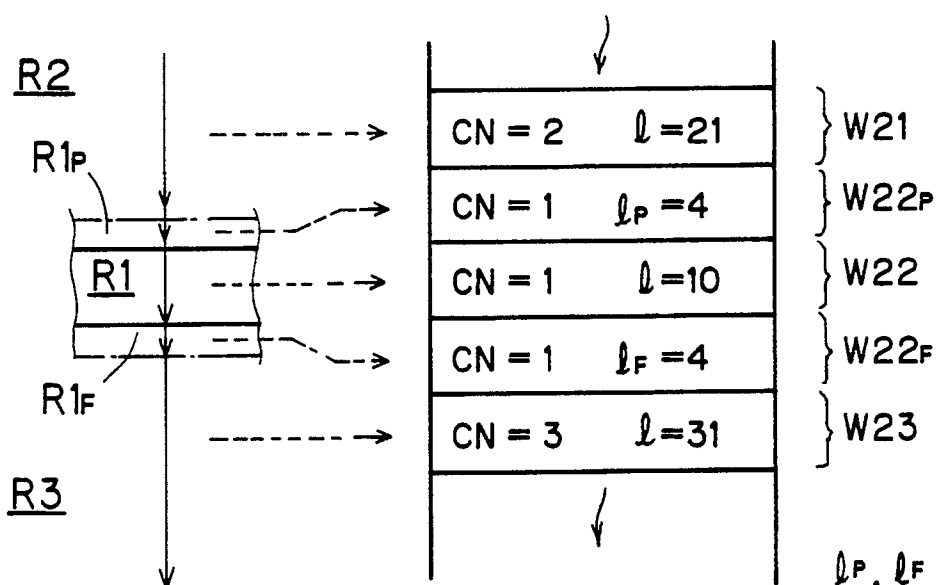 R2
R1P
R1
R1F
R3
CN = 2 l = 21 W21
CN = 1 lP = 4 W22P
CN = 1 l = 10 W22
CN = 1 lF = 4 W22F
CN = 3 l = 31 W23
lP, lF